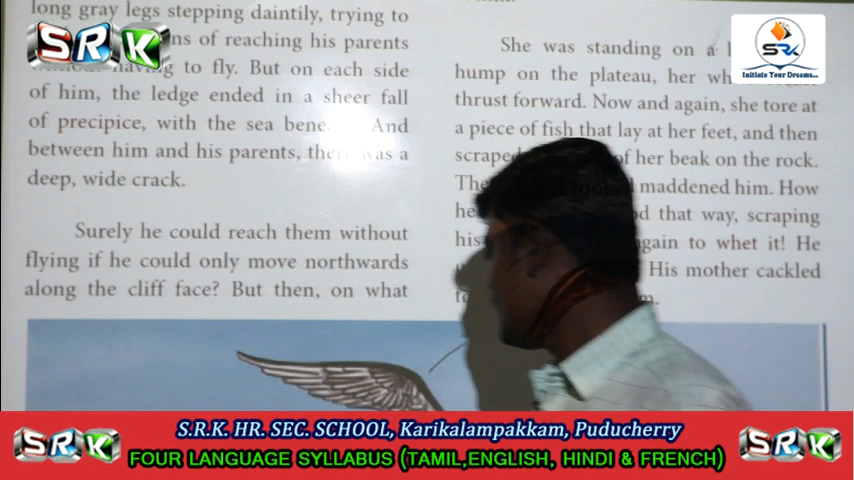 long gray legs stepping daintily, trying to
ns of reaching his parents
to fly. But on each side
of him, the ledge ended in a sheer fall
of precipice, with the sea And
between him and his parents, was a
deep, wide crack.
Surely he could reach them without
flying if he could only move northwards
along the cliff face? But then, on what
She was standing on a
hump on the plateau, her
thrust forward. Now and again, she tore at
a piece of fish that lay at her feet, and then
of her beak on the rock.
maddened him. How
that way, scraping
his to whet it! He
His mother cackled
SRK
SRK
Initiate Your Dreams...
S.R.K. HR. SEC. SCHOOL, Karikalampakkam, Puducherry
FOUR LANGUAGE SYLLABUS (TAMIL,ENGLISH, HINDI & FRENCH)
SRK
SRK